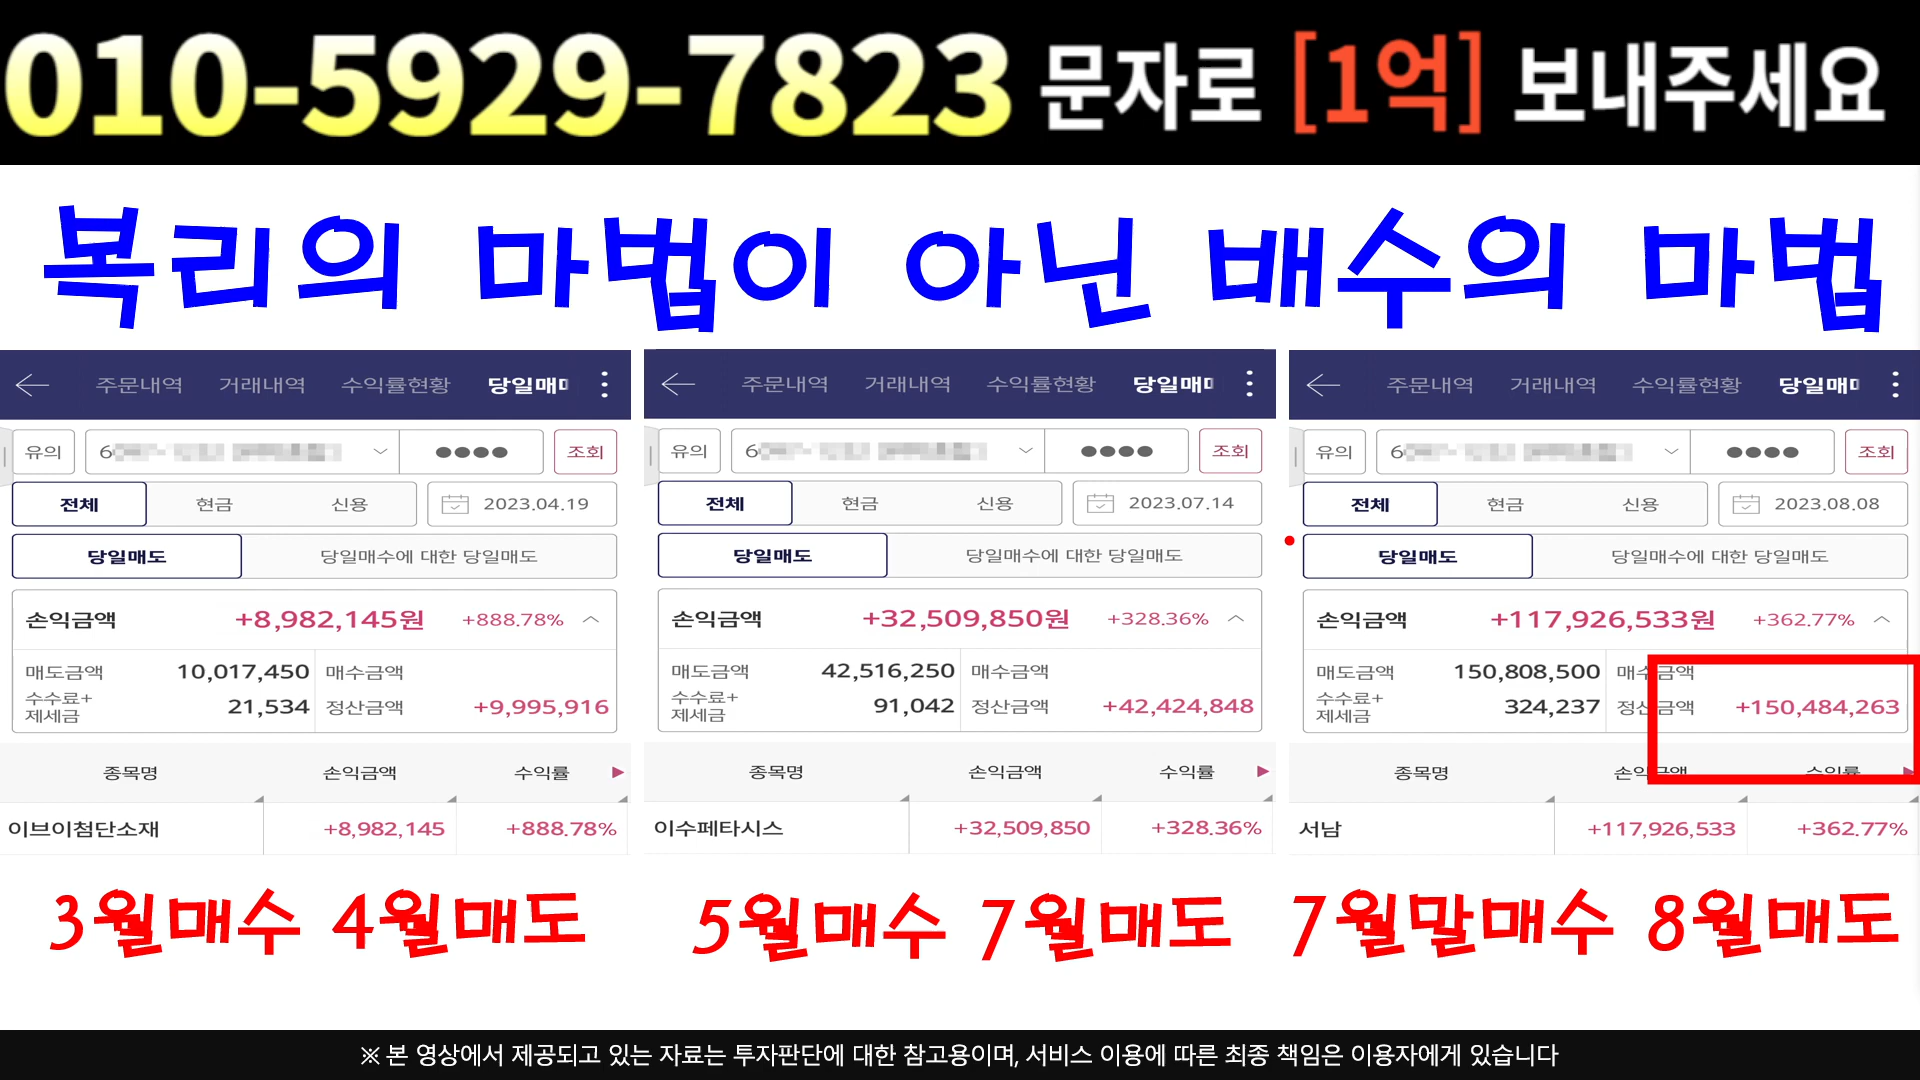 010-5929-7823 문자로 [1억] 보내주세요
복리의 마법이 아닌 배수의 마법
주문내역 거래내역 수익률현황 당일매매
유의 6 ●●●● 조회
전체 현금 신용 2023.04.19
당일매도 당일매수에 대한 당일매도
손익금액 +8,982,145원 +888.78%
매도금액 10,017,450 매수금액
수수료+
제세금 21,534 정산금액 +9,995,916
종목명 손익금액 수익률
이브이첨단소재 +8,982,145 +888.78%
3월매수 4월매도
주문내역 거래내역 수익률현황 당일매매
유의 6 ●●●● 조회
전체 현금 신용 2023.07.14
당일매도 당일매수에 대한 당일매도
손익금액 +32,509,850원 +328.36%
매도금액 42,516,250 매수금액
수수료+
제세금 91,042 정산금액 +42,424,848
종목명 손익금액 수익률
이수페타시스 +32,509,850 +328.36%
5월매수 7월매도
주문내역 거래내역 수익률현황 당일매매
유의 6 ●●●● 조회
전체 현금 신용 2023.08.08
당일매도 당일매수에 대한 당일매도
손익금액 +117,926,533원 +362.77%
매도금액 150,808,500 매수금액
수수료+
제세금 324,237 정산금액 +150,484,263
종목명 손익금액 수익률
서남 +117,926,533 +362.77%
7월말매수 8월매도
※ 본 영상에서 제공되고 있는 자료는 투자판단에 대한 참고용이며, 서비스 이용에 따른 최종 책임은 이용자에게 있습니다